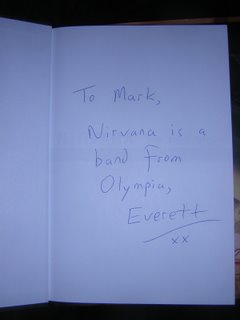 To Mark,
Nirvana is a
band from
Olympia,
Everett
xx